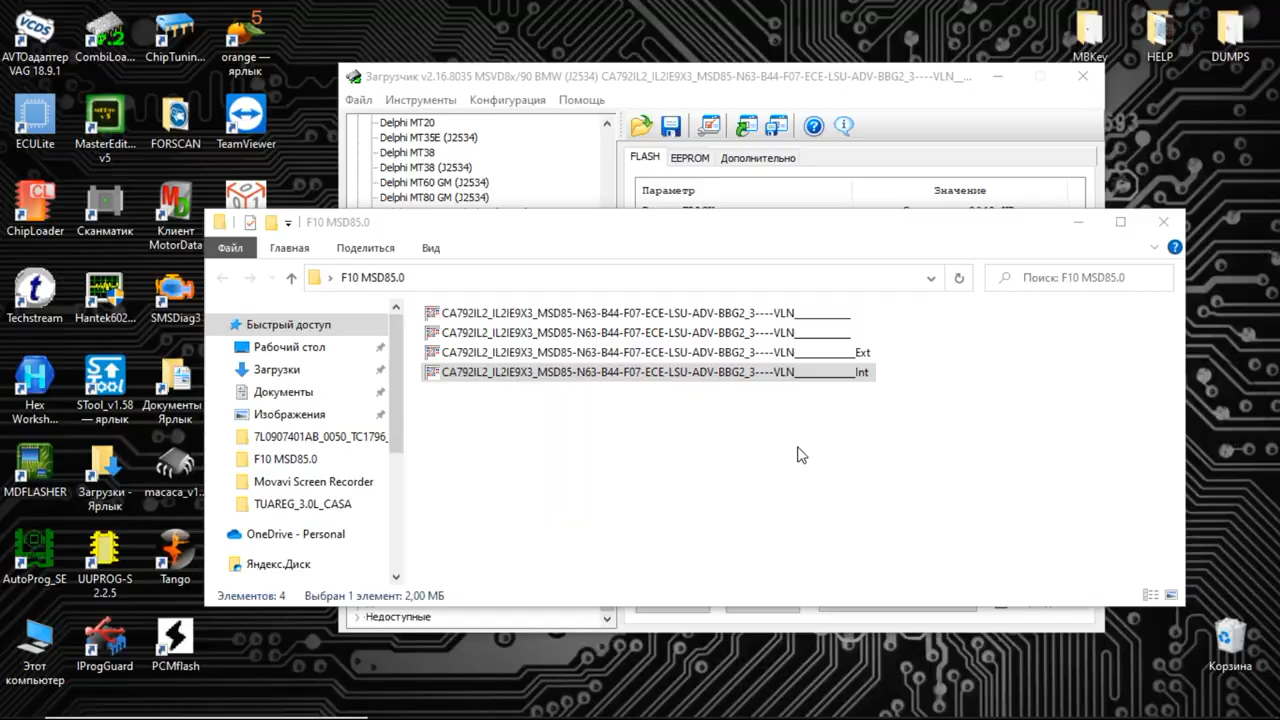 VCDS
5
AVTOадаптер
VAG 18.9.1
CombiLoa...
ChipTunin...
orange —
ярлык
MBKey
HELP
DUMPS
Загрузчик v2.16.8035 MSVD8x/90 BMW (J2534) CA792IL2_IL2IE9X3_MSD85-N63-B44-F07-ECE-LSU-ADV-BBG2_3----VLN__...
Файл
Инструменты
Конфигурация
Помощь
Delphi MT20
Delphi MT35E (J2534)
Delphi MT38
Delphi MT38 (J2534)
Delphi MT60 GM (J2534)
Delphi MT80 GM (J2534)
FLASH
EEPROM
Дополнительно
Параметр
Значение
ECULite
MasterEdit...
v5
FORSCAN
TeamViewer
CL
ChipLoader
Сканматик
Клиент
MotorData
F10 MSD85.0
Файл
Главная
Поделиться
Вид
F10 MSD85.0
Поиск: F10 MSD85.0
Быстрый доступ
Рабочий стол
Загрузки
Документы
Изображения
7L0907401AB_0050_TC1796_
F10 MSD85.0
Movavi Screen Recorder
TUAREG_3.0L_CASA
OneDrive - Personal
Яндекс.Диск
CA792IL2_IL2IE9X3_MSD85-N63-B44-F07-ECE-LSU-ADV-BBG2_3----VLN__________
CA792IL2_IL2IE9X3_MSD85-N63-B44-F07-ECE-LSU-ADV-BBG2_3----VLN__________
CA792IL2_IL2IE9X3_MSD85-N63-B44-F07-ECE-LSU-ADV-BBG2_3----VLN__________Ext
CA792IL2_IL2IE9X3_MSD85-N63-B44-F07-ECE-LSU-ADV-BBG2_3----VLN__________Int
Элементов: 4
Выбран 1 элемент: 2,00 МБ
Недоступные
Techstream
Hantek602...
SMSDiag3
Hex
Worksh...
STool_v1.58
— ярлык
Документы
Ярлык
MDFLASHER
Загрузки -
Ярлык
macaca_v1...
AutoProg_SE
UUPROG-S
2.2.5
Tango
Этот
компьютер
IProgGuard
PCMflash
Корзина